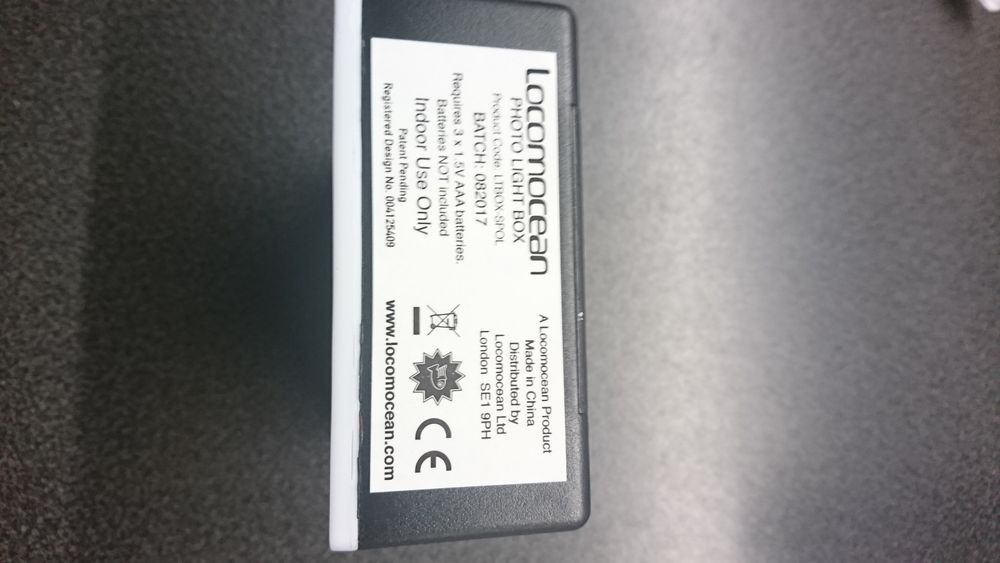 Locomocean
PHOTO LIGHT BOX
Product Code: LTBOX-SPOL
BATCH: 082017
Requires 3 x 1.5V AAA batteries.
Batteries NOT included
Indoor Use Only
Patent Pending
Registered Design No. 004125409
A Locomocean Product
Made in China
Distributed by
Locomocean Ltd
London SE1 9PH
CE
www.locomocean.com